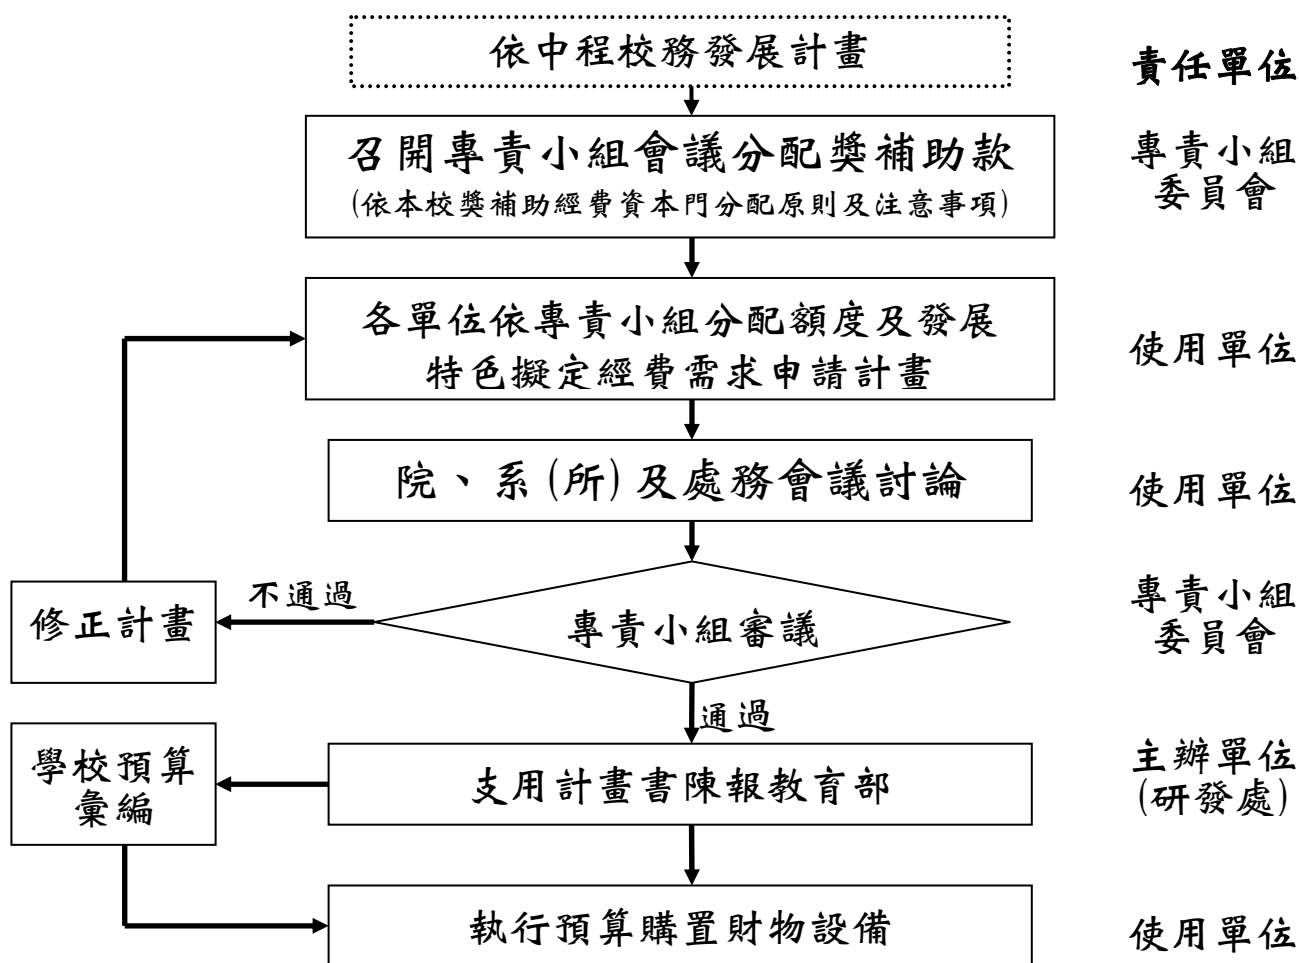 依中程校務發展計畫
責任單位
召開專責小組會議分配獎補助款
(依本校獎補助經費資本門分配原則及注意事項)
專責小組
委員會
各單位依專責小組分配額度及發展
特色擬定經費需求申請計畫
使用單位
院、系(所)及處務會議討論
使用單位
不通過
修正計畫
專責小組審議
專責小組
委員會
通過
學校預算
彙編
支用計畫書陳報教育部
主辦單位
(研發處)
執行預算購置財物設備
使用單位